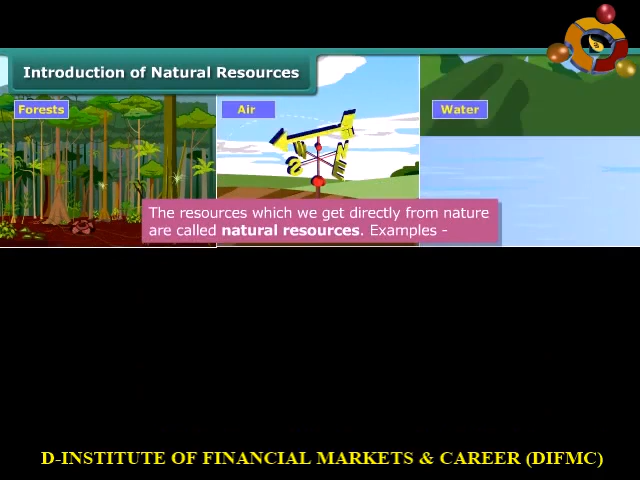 Introduction of Natural Resources
Forests
Air
Water
The resources which we get directly from nature
are called natural resources. Examples -
D-INSTITUTE OF FINANCIAL MARKETS & CAREER (DIFMC)